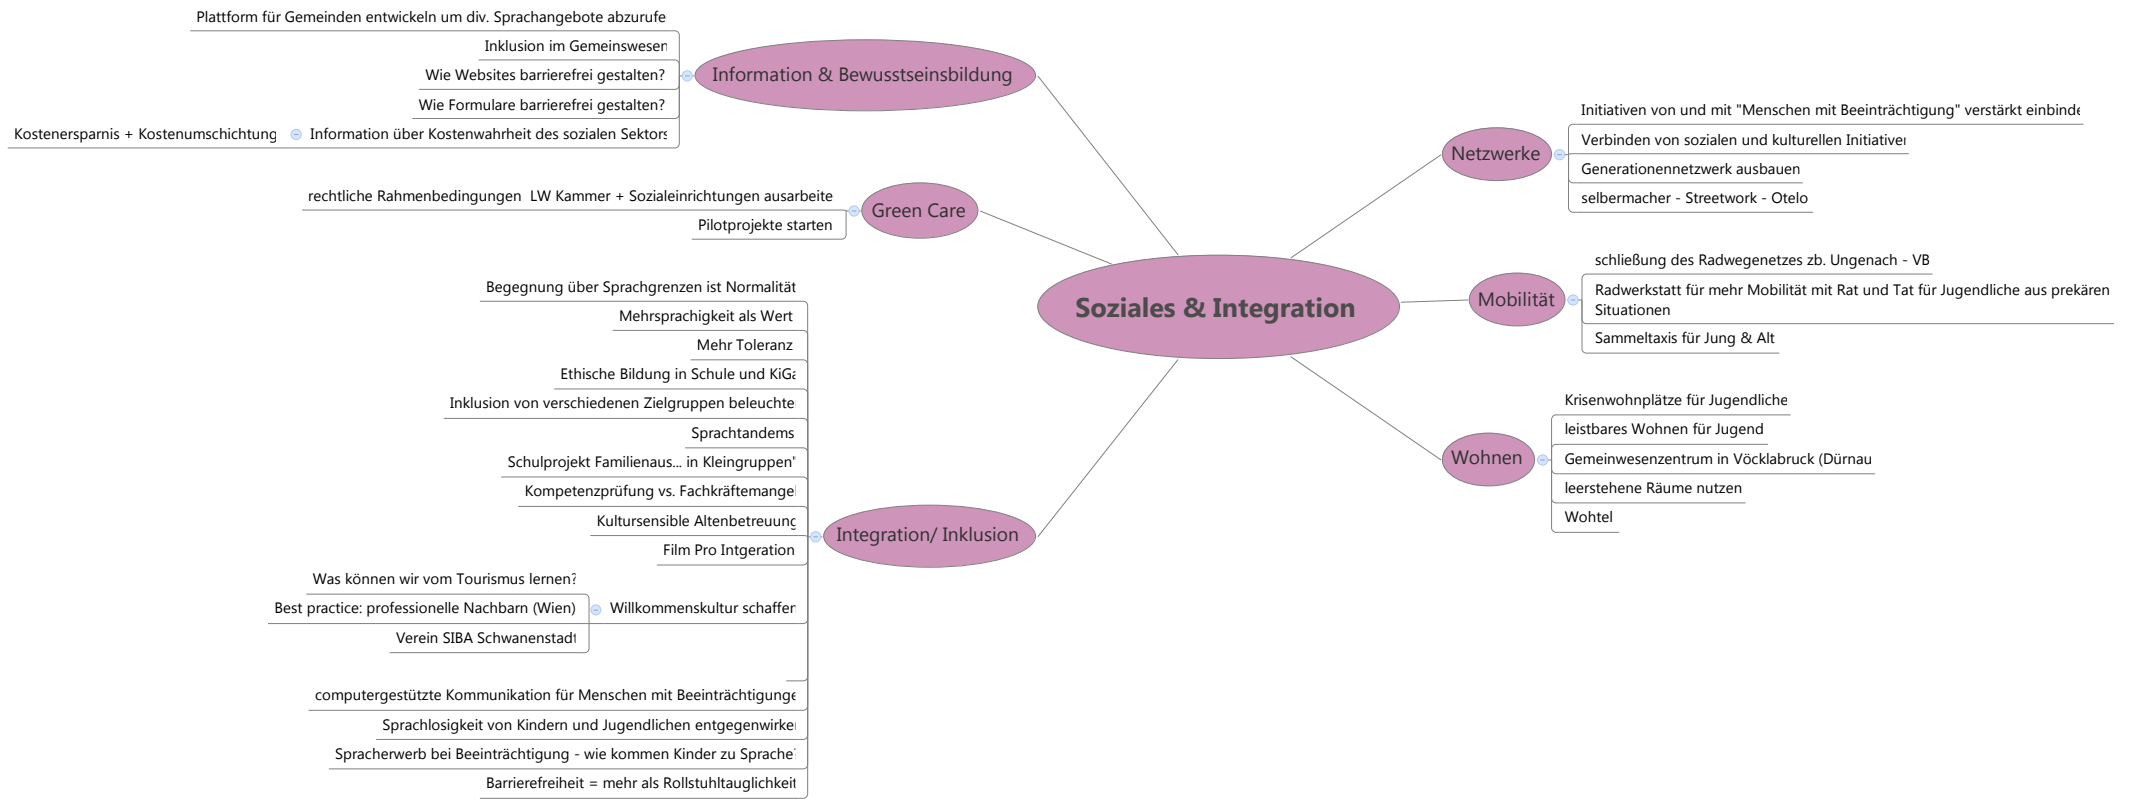 Plattform für Gemeinden entwickeln um div. Sprachangebote abzurufe
Inklusion im Gemeinswesen
Wie Websites barrierefrei gestalten?
Wie Formulare barrierefrei gestalten?
Kostenersparnis + Kostenumschichtung
Information über Kostenwahrheit des sozialen Sektors
Information & Bewusstseinsbildung
rechtliche Rahmenbedingungen  LW Kammer + Sozialeinrichtungen ausarbeite
Pilotprojekte starten
Green Care
Begegnung über Sprachgrenzen ist Normalität
Mehrsprachigkeit als Wert
Mehr Toleranz
Ethische Bildung in Schule und KiGa
Inklusion von verschiedenen Zielgruppen beleuchte
Sprachtandems
Schulprojekt Familienaus... in Kleingruppen"
Kompetenzprüfung vs. Fachkräftemangel
Kultursensible Altenbetreuung
Film Pro Intgeration
Was können wir vom Tourismus lernen?
Best practice: professionelle Nachbarn (Wien)
Verein SIBA Schwanenstadt
Willkommenskultur schaffen
computergestützte Kommunikation für Menschen mit Beeinträchtigunge
Sprachlosigkeit von Kindern und Jugendlichen entgegenwirken
Spracherwerb bei Beeinträchtigung - wie kommen Kinder zu Sprache?
Barrierefreiheit = mehr als Rollstuhltauglichkeit
Integration/ Inklusion
Soziales & Integration
Netzwerke
Initiativen von und mit "Menschen mit Beeinträchtigung" verstärkt einbinde
Verbinden von sozialen und kulturellen Initiativen
Generationennetzwerk ausbauen
selbermacher - Streetwork - Otelo
Mobilität
schließung des Radwegenetzes zb. Ungenach - VB
Radwerkstatt für mehr Mobilität mit Rat und Tat für Jugendliche aus prekären
Situationen
Sammeltaxis für Jung & Alt
Wohnen
Krisenwohnplätze für Jugendliche
leistbares Wohnen für Jugend
Gemeinwesenzentrum in Vöcklabruck (Dürnau
leerstehene Räume nutzen
Wohtel